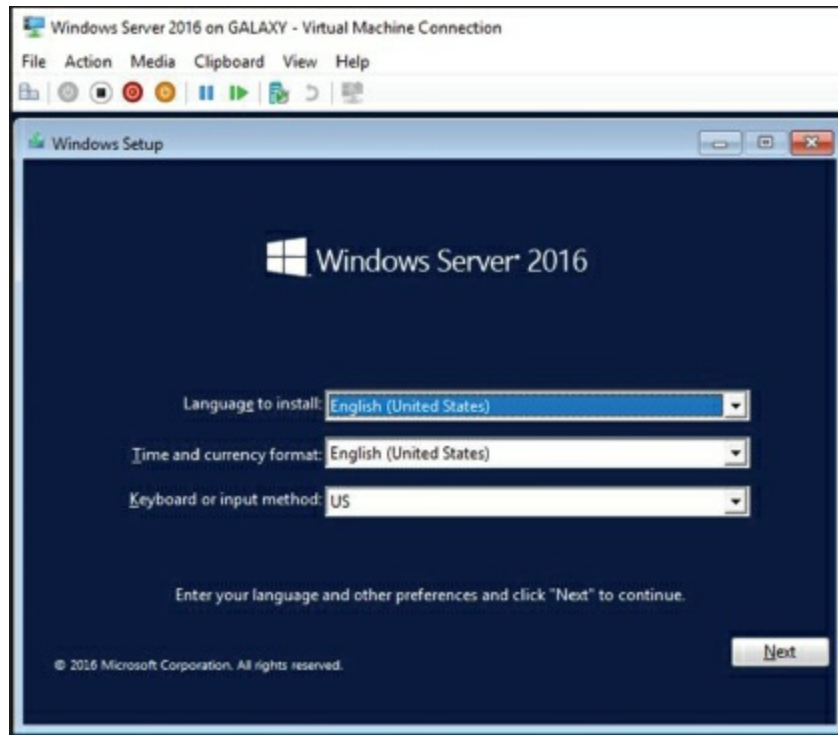 Windows Server 2016 on GALAXY - Virtual Machine Connection
File Action Media Clipboard View Help
Windows Setup
Windows Server 2016
Language to install: English (United States)
Time and currency format: English (United States)
Keyboard or input method: US
Enter your language and other preferences and click "Next" to continue.
Next
© 2016 Microsoft Corporation. All rights reserved.